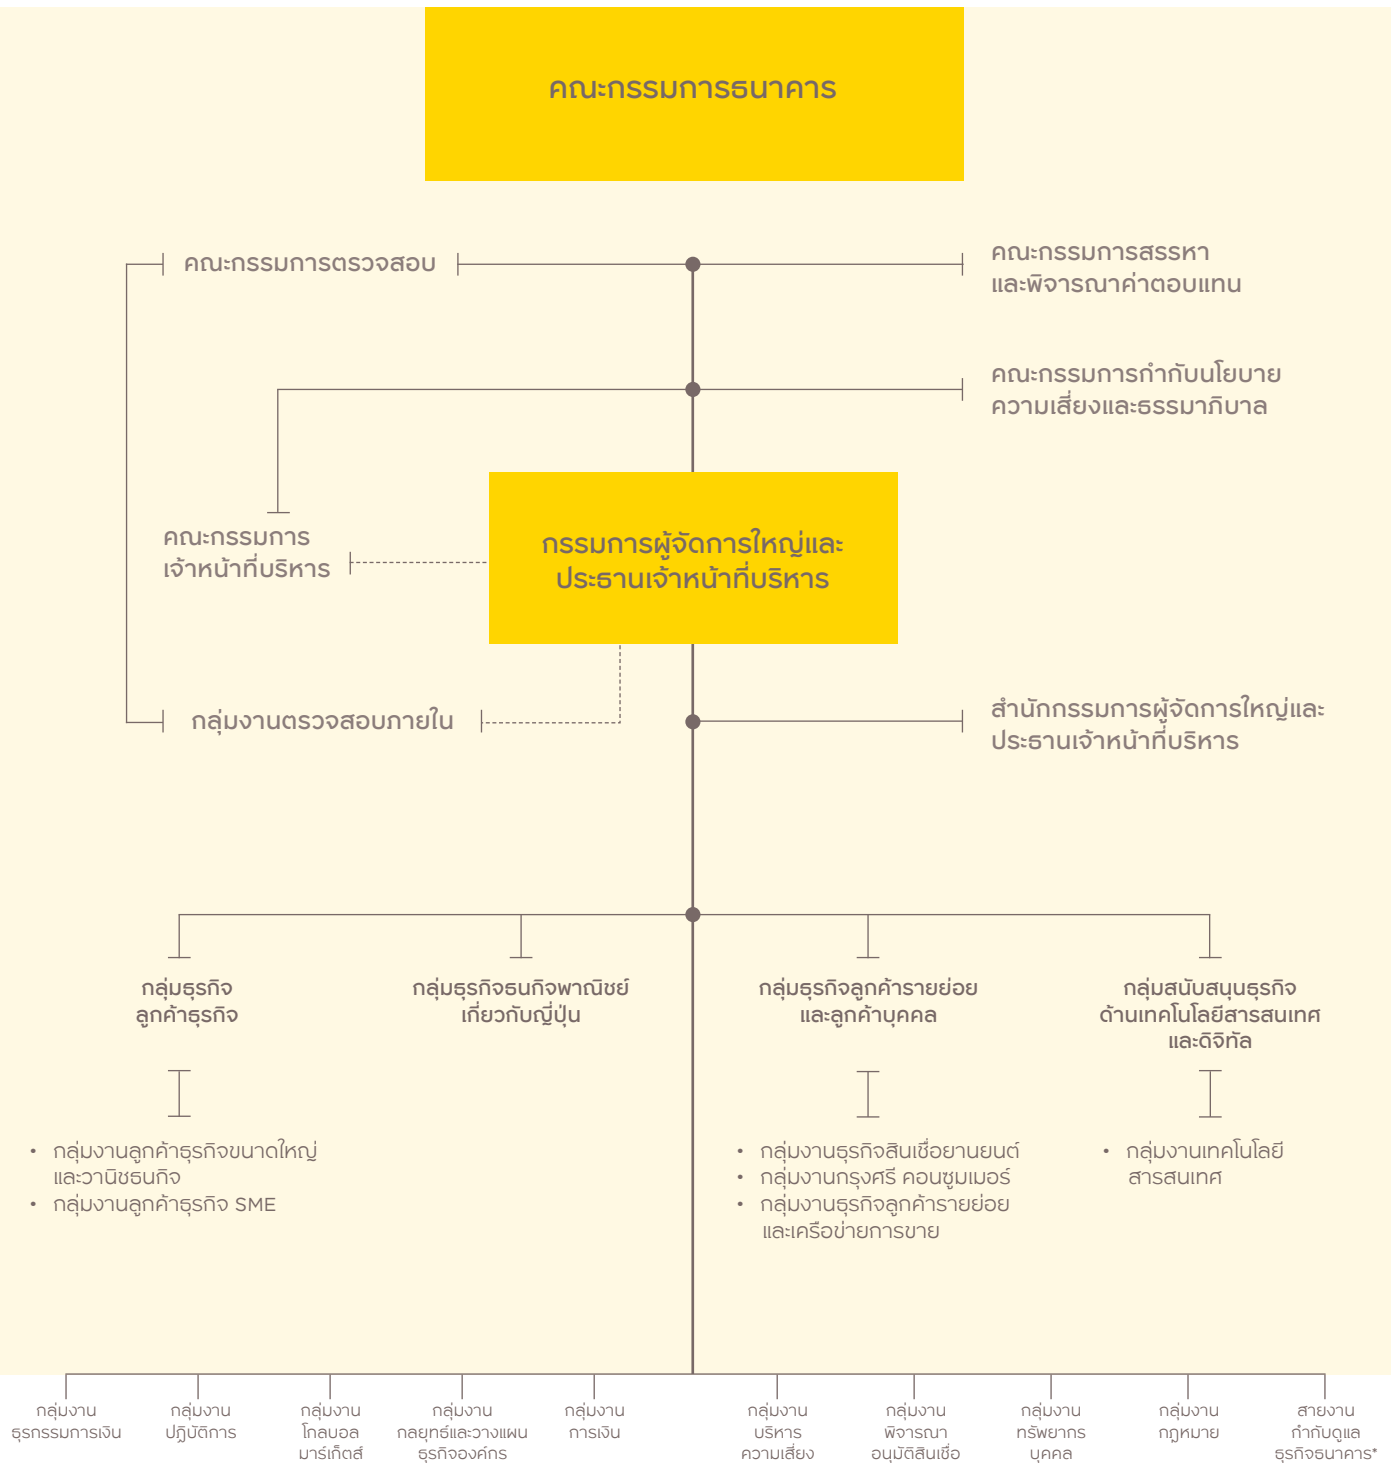 คณะกรรมการธนาคาร
คณะกรรมการตรวจสอบ
คณะกรรมการสรรหา
และพิจารณาค่าตอบแทน
คณะกรรมการกำกับนโยบาย
ความเสี่ยงและธรรมาภิบาล
คณะกรรมการ
เจ้าหน้าที่บริหาร
กรรมการผู้จัดการใหญ่และ
ประธานเจ้าหน้าที่บริหาร
กลุ่มงานตรวจสอบภายใน
สำนักกรรมการผู้จัดการใหญ่และ
ประธานเจ้าหน้าที่บริหาร
กลุ่มธุรกิจ
ลูกค้าธุรกิจ
กลุ่มธุรกิจธนกิจพาณิชย์
เกี่ยวกับญี่ปุ่น
กลุ่มธุรกิจลูกค้ารายย่อย
และลูกค้าบุคคล
กลุ่มสนับสนุนธุรกิจ
ด้านเทคโนโลยีสารสนเทศ
และดิจิทัล
• กลุ่มงานลูกค้าธุรกิจขนาดใหญ่
และวานิชธนกิจ
• กลุ่มงานลูกค้าธุรกิจ SME
• กลุ่มงานธุรกิจสินเชื่อยานยนต์
• กลุ่มงานกรุงศรี คอนซูมเมอร์
• กลุ่มงานธุรกิจลูกค้ารายย่อย
และเครือข่ายการขาย
• กลุ่มงานเทคโนโลยี
สารสนเทศ
กลุ่มงาน
ธุรกรรมการเงิน
กลุ่มงาน
ปฏิบัติการ
กลุ่มงาน
โกลบอล
มาร์เก็ตส์
กลุ่มงาน
กลยุทธ์และวางแผน
ธุรกิจองค์กร
กลุ่มงาน
การเงิน
กลุ่มงาน
บริหาร
ความเสี่ยง
กลุ่มงาน
พิจารณา
อนุมัติสินเชื่อ
กลุ่มงาน
ทรัพยากร
บุคคล
กลุ่มงาน
กฎหมาย
สายงาน
กำกับดูแล
ธุรกิจธนาคาร*